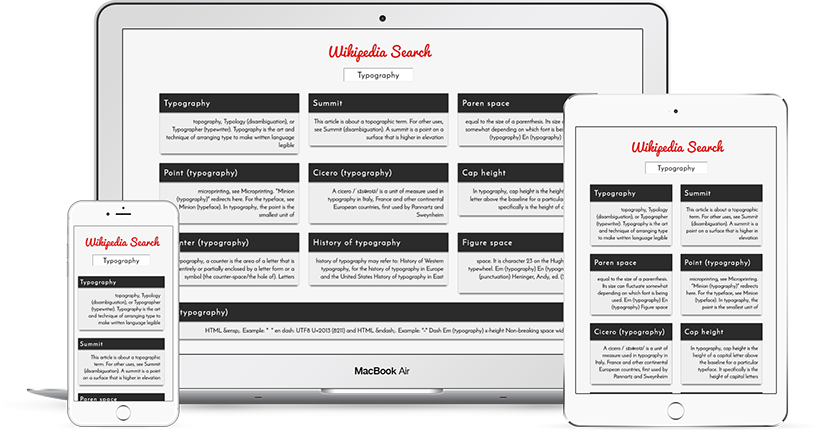 Wikipedia Search
Typography
Typography
topography, Typology (disambiguation), or
Typographer (typewriter). Typography is the art and
technique of arranging type to make written language
legible
Summit
This article is about a topographic term. For other uses,
see Summit (disambiguation). A summit is a point on a
surface that is higher in elevation
Paren space
equal to the size of a parenthesis. Its size
somewhat depending on which font is being
(typography) En (typography)
Point (typography)
microprinting, see Microprinting. "Minion
(typography)" redirects here. For the typeface, see
Minion (typeface). In typography, the point is the
smallest unit of
Cicero (typography)
A cicero / is a unit of measure used in
typography in Italy, France and other continental
European countries, first used by Pannartz and
Sweynheim
Cap height
In typography, cap height is the height
letter above the baseline for a particular
specifically is the height of
(typography)
typography, a counter is the area of a letter that is
entirely or partially enclosed by a letter form or a
symbol (the counter-space/the hole of). Letters
History of typography
history of typography may refer to: History of Western
typography, for the history of typography in Europe
and the United States History of typography in East
Figure space
space. It is character 23 on the
typewheel. Em (typography) En (typography)
(punctuation) Heninger, Andy, ed.
typography)
HTML &ensp; Example: " " en dash: UTF8 U+2013 (8211) and HTML &ndash; Example: "–" Dash Em (typography) x-height Non-breaking space
MacBook Air
Wikipedia Search
Typography
Typography
topography, Typology
(disambiguation), or Typographer
(typewriter). Typography is the art
and technique of arranging type to
make written language legible
Summit
This article is about a topographic
term. For other uses, see Summit
(disambiguation). A summit is a point
on a surface that is higher in elevation
Paren space
Wikipedia Search
Typography
Typography
topography, Typology
(disambiguation), or Typographer
(typewriter). Typography is the art
and technique of arranging type
to make written language legible
Summit
This article is about a topographic
term. For other uses, see Summit
(disambiguation). A summit is a
point on a surface that is higher in
elevation
Paren space
equal to the size of a parenthesis.
Its size can fluctuate somewhat
depending on which font is being
used. Em (typography) En
(typography) Figure space
Point (typography)
microprinting, see Microprinting.
"Minion (typography)" redirects
here. For the typeface, see Minion
(typeface). In typography, the
point is the smallest unit of
Cicero (typography)
A cicero / is a unit of
measure used in typography in
Italy, France and other continental
European countries, first used by
Pannartz and Sweynheim
Cap height
In typography, cap height is the
height of a capital letter above
the baseline for a particular
typeface. It specifically is the
height of capital letters